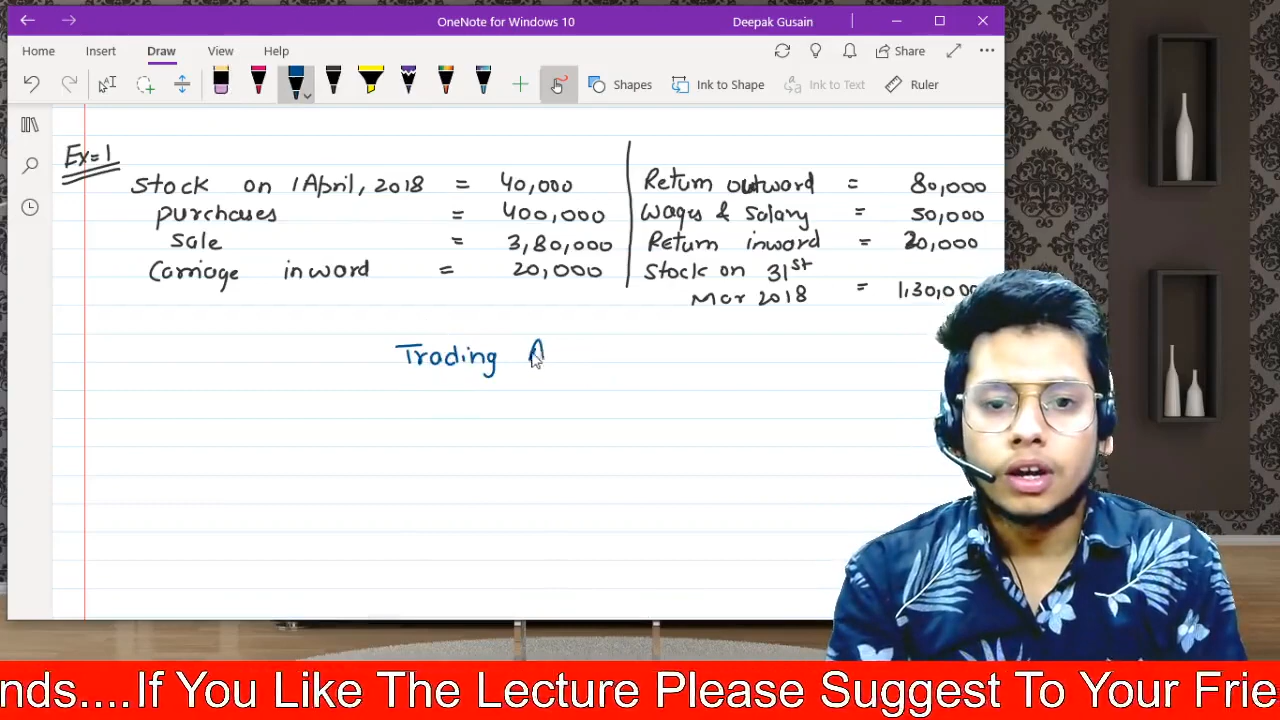 OneNote for Windows 10
Deepak Gusain
Home Insert Draw View Help
Share
Shapes Ink to Shape Ink to Text Ruler
Ex=1
Stock on 1 April, 2018 = 40,000
purchases = 400,000
Sale = 3,80,000
Carriage inward = 20,000
Return outward = 80,000
wages & salary = 50,000
Return inward = 20,000
Stock on 31st
Mar 2018 = 1,30,000
Trading A
nds....If You Like The Lecture Please Suggest To Your Frie